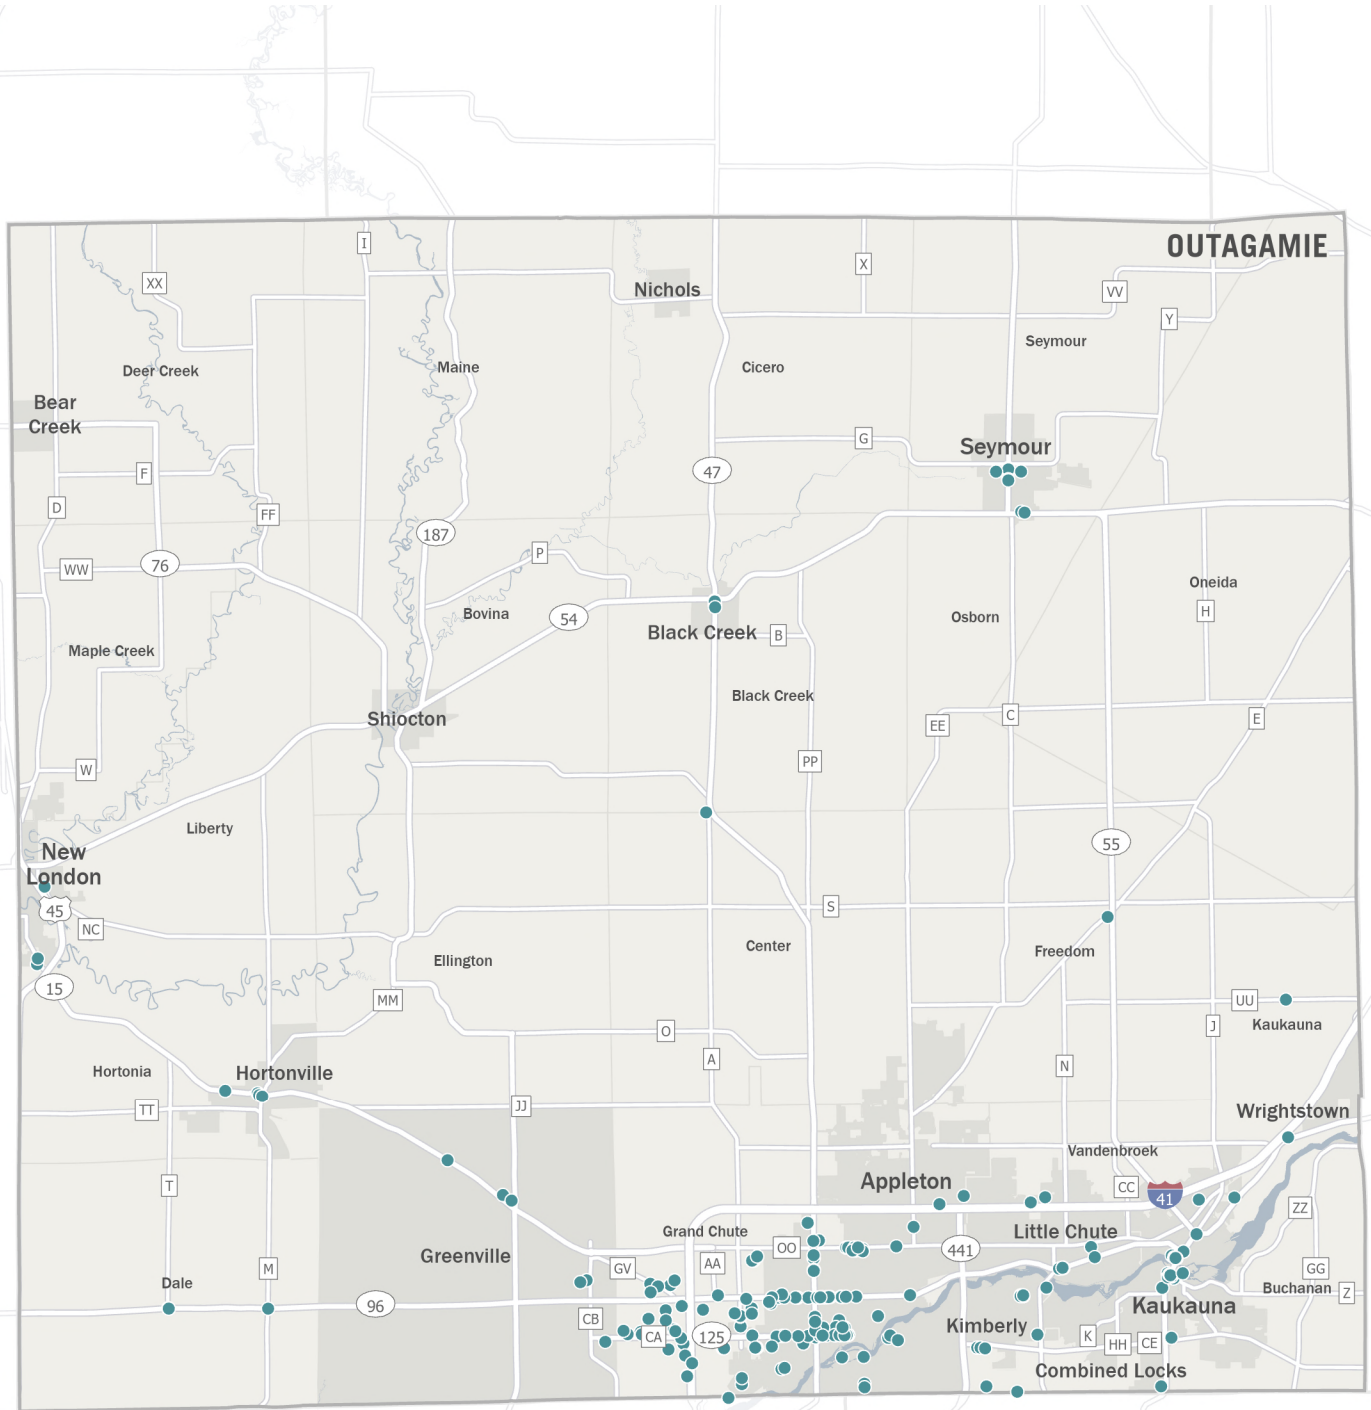 OUTAGAMIE
I
X
XX
Nichols
VV
Y
Seymour
Deer Creek
Maine
Cicero
Bear
Creek
G
Seymour
F
47
D
FF
187
P
76
WW
Oneida
Bovina
54
H
Osborn
Black Creek
B
Maple Creek
Black Creek
Shiocton
C
E
EE
PP
W
Liberty
55
New
London
45
S
NC
Center
Freedom
Ellington
15
MM
UU
Kaukauna
J
O
A
N
Hortonia
Hortonville
JJ
TT
Wrightstown
Vandenbroek
Appleton
T
CC
41
ZZ
Grand Chute
Little Chute
OO
441
Greenville
AA
GV
M
GG
Dale
Buchanan
Z
96
Kaukauna
CB
Kimberly
CA
125
K
HH
CE
Combined Locks